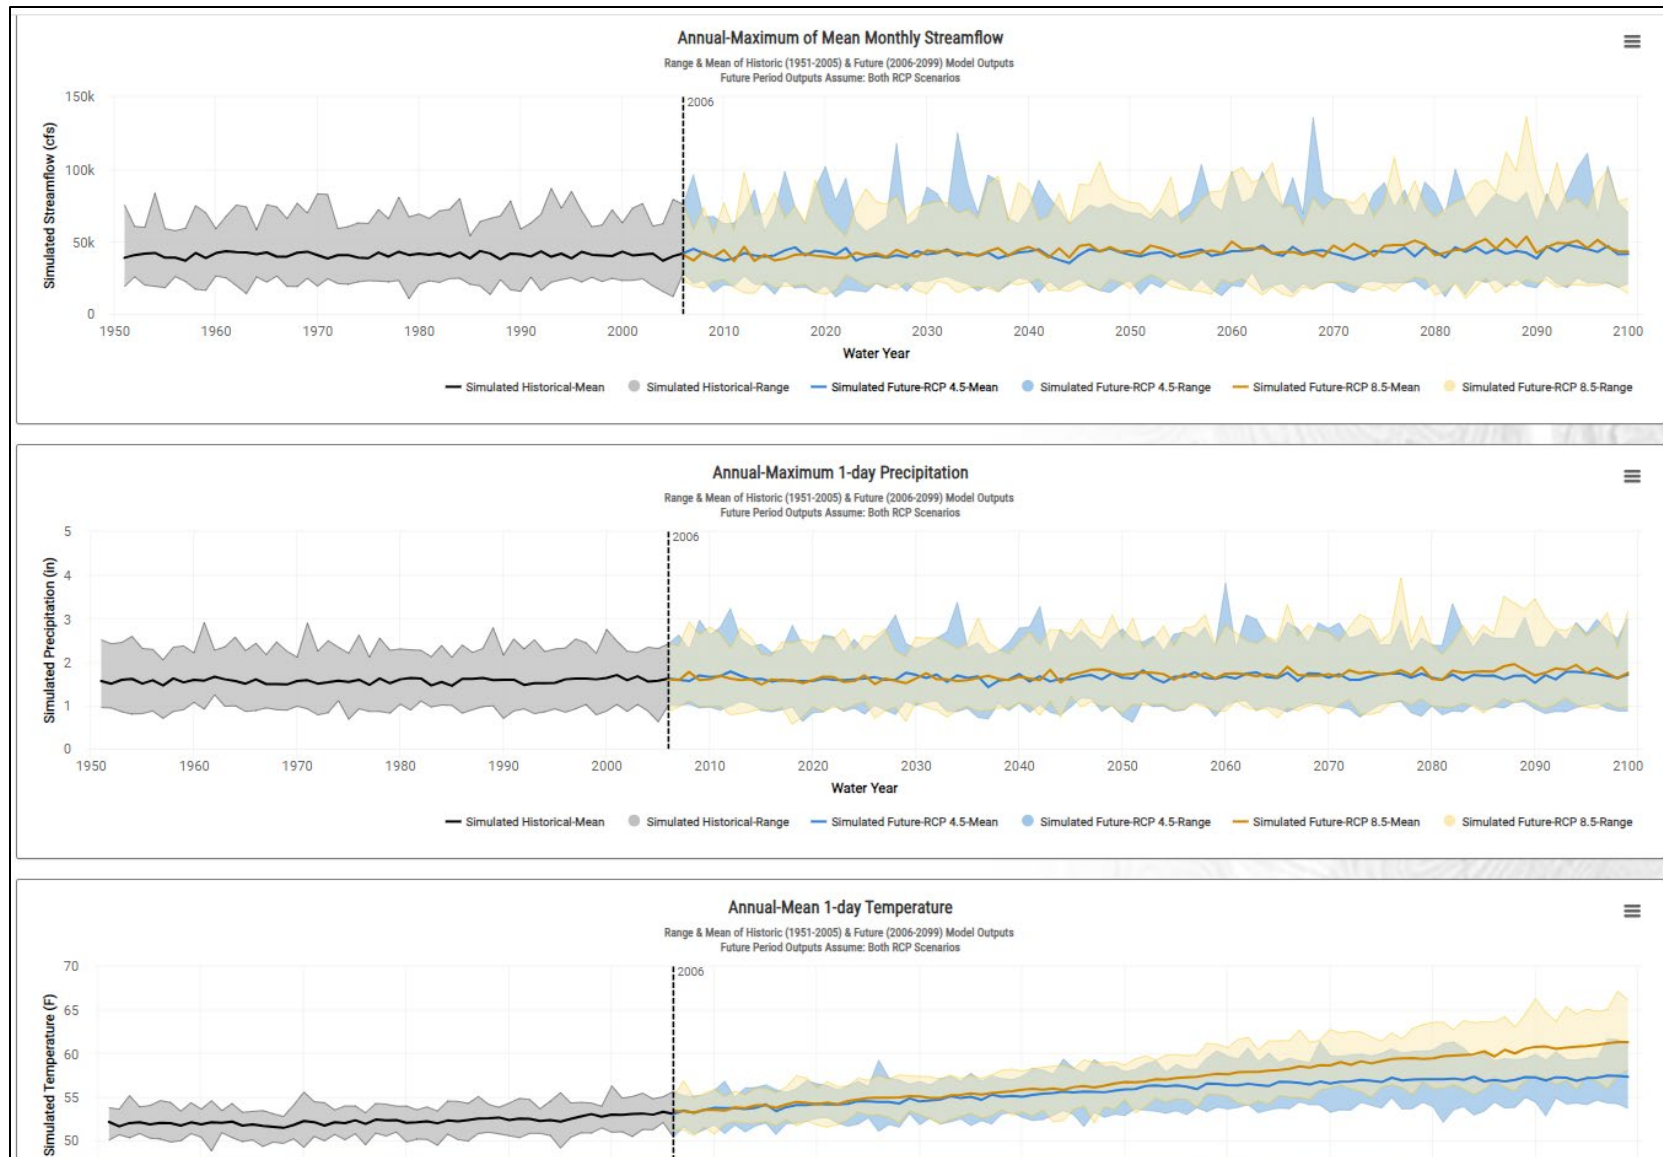 Annual-Maximum of Mean Monthly Streamflow
Range & Mean of Historic (1951-2005) & Future (2006-2099) Model Outputs
Future Period Outputs Assume: Both RCP Scenarios
Simulated Streamflow (cfs)
150k
100k
50k
0
2006
1950 1960 1970 1980 1990 2000 2010 2020 2030 2040 2050 2060 2070 2080 2090 2100
Water Year
Simulated Historical-Mean Simulated Historical-Range Simulated Future-RCP 4.5-Mean Simulated Future-RCP 4.5-Range Simulated Future-RCP 8.5-Mean Simulated Future-RCP 8.5-Range
Annual-Maximum 1-day Precipitation
Range & Mean of Historic (1951-2005) & Future (2006-2099) Model Outputs
Future Period Outputs Assume: Both RCP Scenarios
Simulated Precipitation (in)
5
4
3
2
1
0
2006
1950 1960 1970 1980 1990 2000 2010 2020 2030 2040 2050 2060 2070 2080 2090 2100
Water Year
Simulated Historical-Mean Simulated Historical-Range Simulated Future-RCP 4.5-Mean Simulated Future-RCP 4.5-Range Simulated Future-RCP 8.5-Mean Simulated Future-RCP 8.5-Range
Annual-Mean 1-day Temperature
Range & Mean of Historic (1951-2005) & Future (2006-2099) Model Outputs
Future Period Outputs Assume: Both RCP Scenarios
Simulated Temperature (F)
70
65
60
55
50
2006